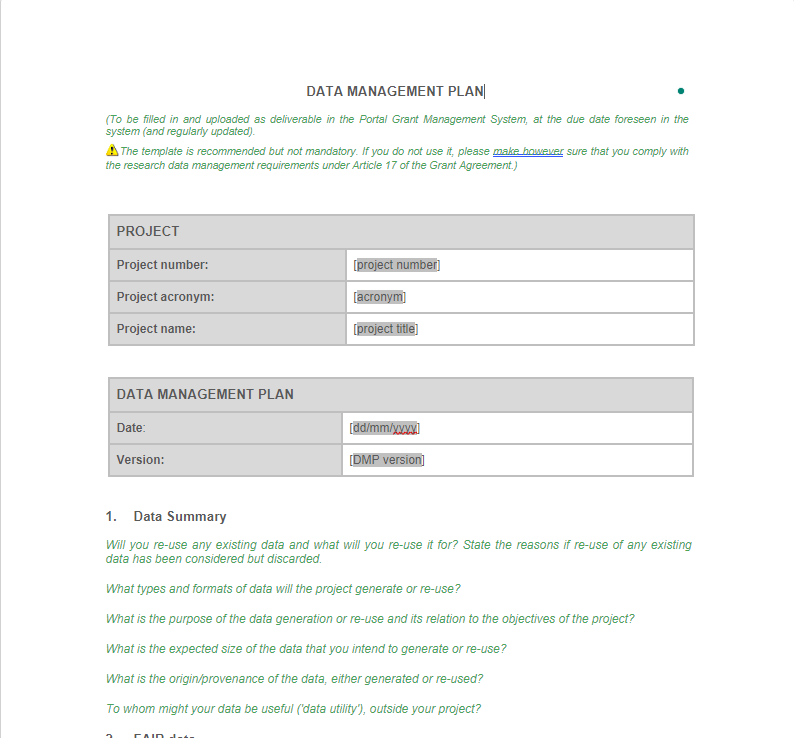 DATA MANAGEMENT PLAN
(To be filled in and uploaded as deliverable in the Portal Grant Management System, at the due date foreseen in the
system (and regularly updated).
The template is recommended but not mandatory. If you do not use it, please make however sure that you comply with
the research data management requirements under Article 17 of the Grant Agreement.)
PROJECT
Project number: [project number]
Project acronym: [acronym]
Project name: [project title]
DATA MANAGEMENT PLAN
Date: [dd/mm/yyyy]
Version: [DMP version]
1. Data Summary
Will you re-use any existing data and what will you re-use it for? State the reasons if re-use of any existing
data has been considered but discarded.
What types and formats of data will the project generate or re-use?
What is the purpose of the data generation or re-use and its relation to the objectives of the project?
What is the expected size of the data that you intend to generate or re-use?
What is the origin/provenance of the data, either generated or re-used?
To whom might your data be useful ('data utility'), outside your project?
2. FAIR data